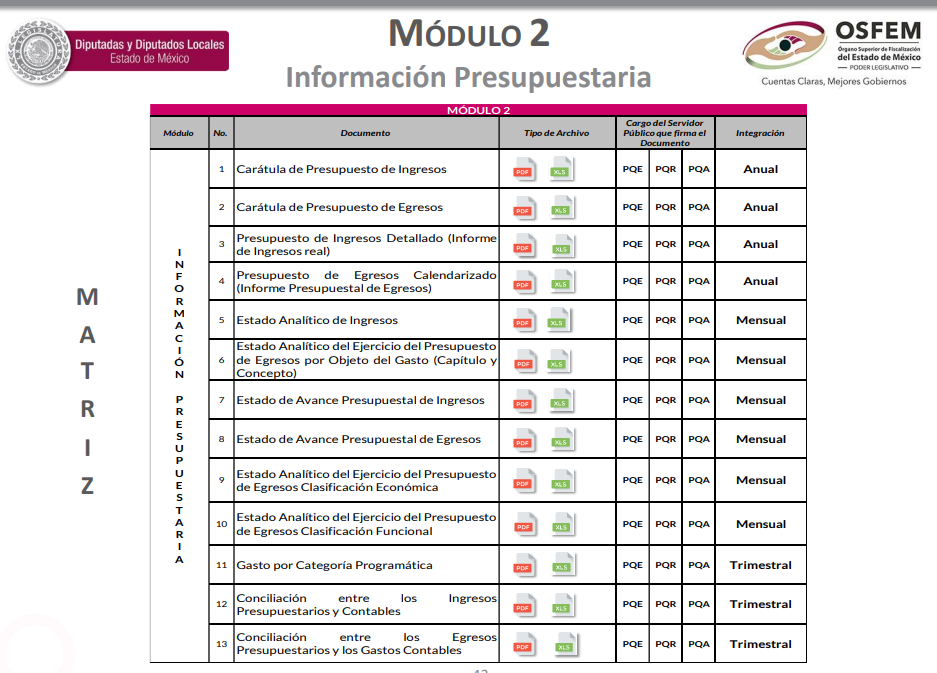 Diputadas y Diputados Locales
Estado de México
MÓDULO 2
Información Presupuestaria
OSFEM
Órgano Superior de Fiscalización
del Estado de México
PODER LEGISLATIVO
Cuentas Claras, Mejores Gobiernos
MÓDULO 2
Módulo
No.
Documento
Tipo de Archivo
Cargo del Servidor
Público que firma el
Documento
Integración
MATRIZ
INFORMACIÓN PRESUPUESTARIA
1 Carátula de Presupuesto de Ingresos PDF XLS PQE PQR PQA Anual
2 Carátula de Presupuesto de Egresos PDF XLS PQE PQR PQA Anual
3 Presupuesto de Ingresos Detallado (Informe
de Ingresos real) PDF XLS PQE PQR PQA Anual
4 Presupuesto de Egresos Calendarizado
(Informe Presupuestal de Egresos) PDF XLS PQE PQR PQA Anual
5 Estado Analítico de Ingresos PDF XLS PQE PQR PQA Mensual
6 Estado Analítico del Ejercicio del Presupuesto
de Egresos por Objeto del Gasto (Capítulo y
Concepto) PDF XLS PQE PQR PQA Mensual
7 Estado de Avance Presupuestal de Ingresos PDF XLS PQE PQR PQA Mensual
8 Estado de Avance Presupuestal de Egresos PDF XLS PQE PQR PQA Mensual
9 Estado Analítico del Ejercicio del Presupuesto
de Egresos Clasificación Económica PDF XLS PQE PQR PQA Mensual
10 Estado Analítico del Ejercicio del Presupuesto
de Egresos Clasificación Funcional PDF XLS PQE PQR PQA Mensual
11 Gasto por Categoría Programática PDF XLS PQE PQR PQA Trimestral
12 Conciliación entre los Ingresos
Presupuestarios y Contables PDF XLS PQE PQR PQA Trimestral
13 Conciliación entre los Egresos
Presupuestarios y los Gastos Contables PDF XLS PQE PQR PQA Trimestral